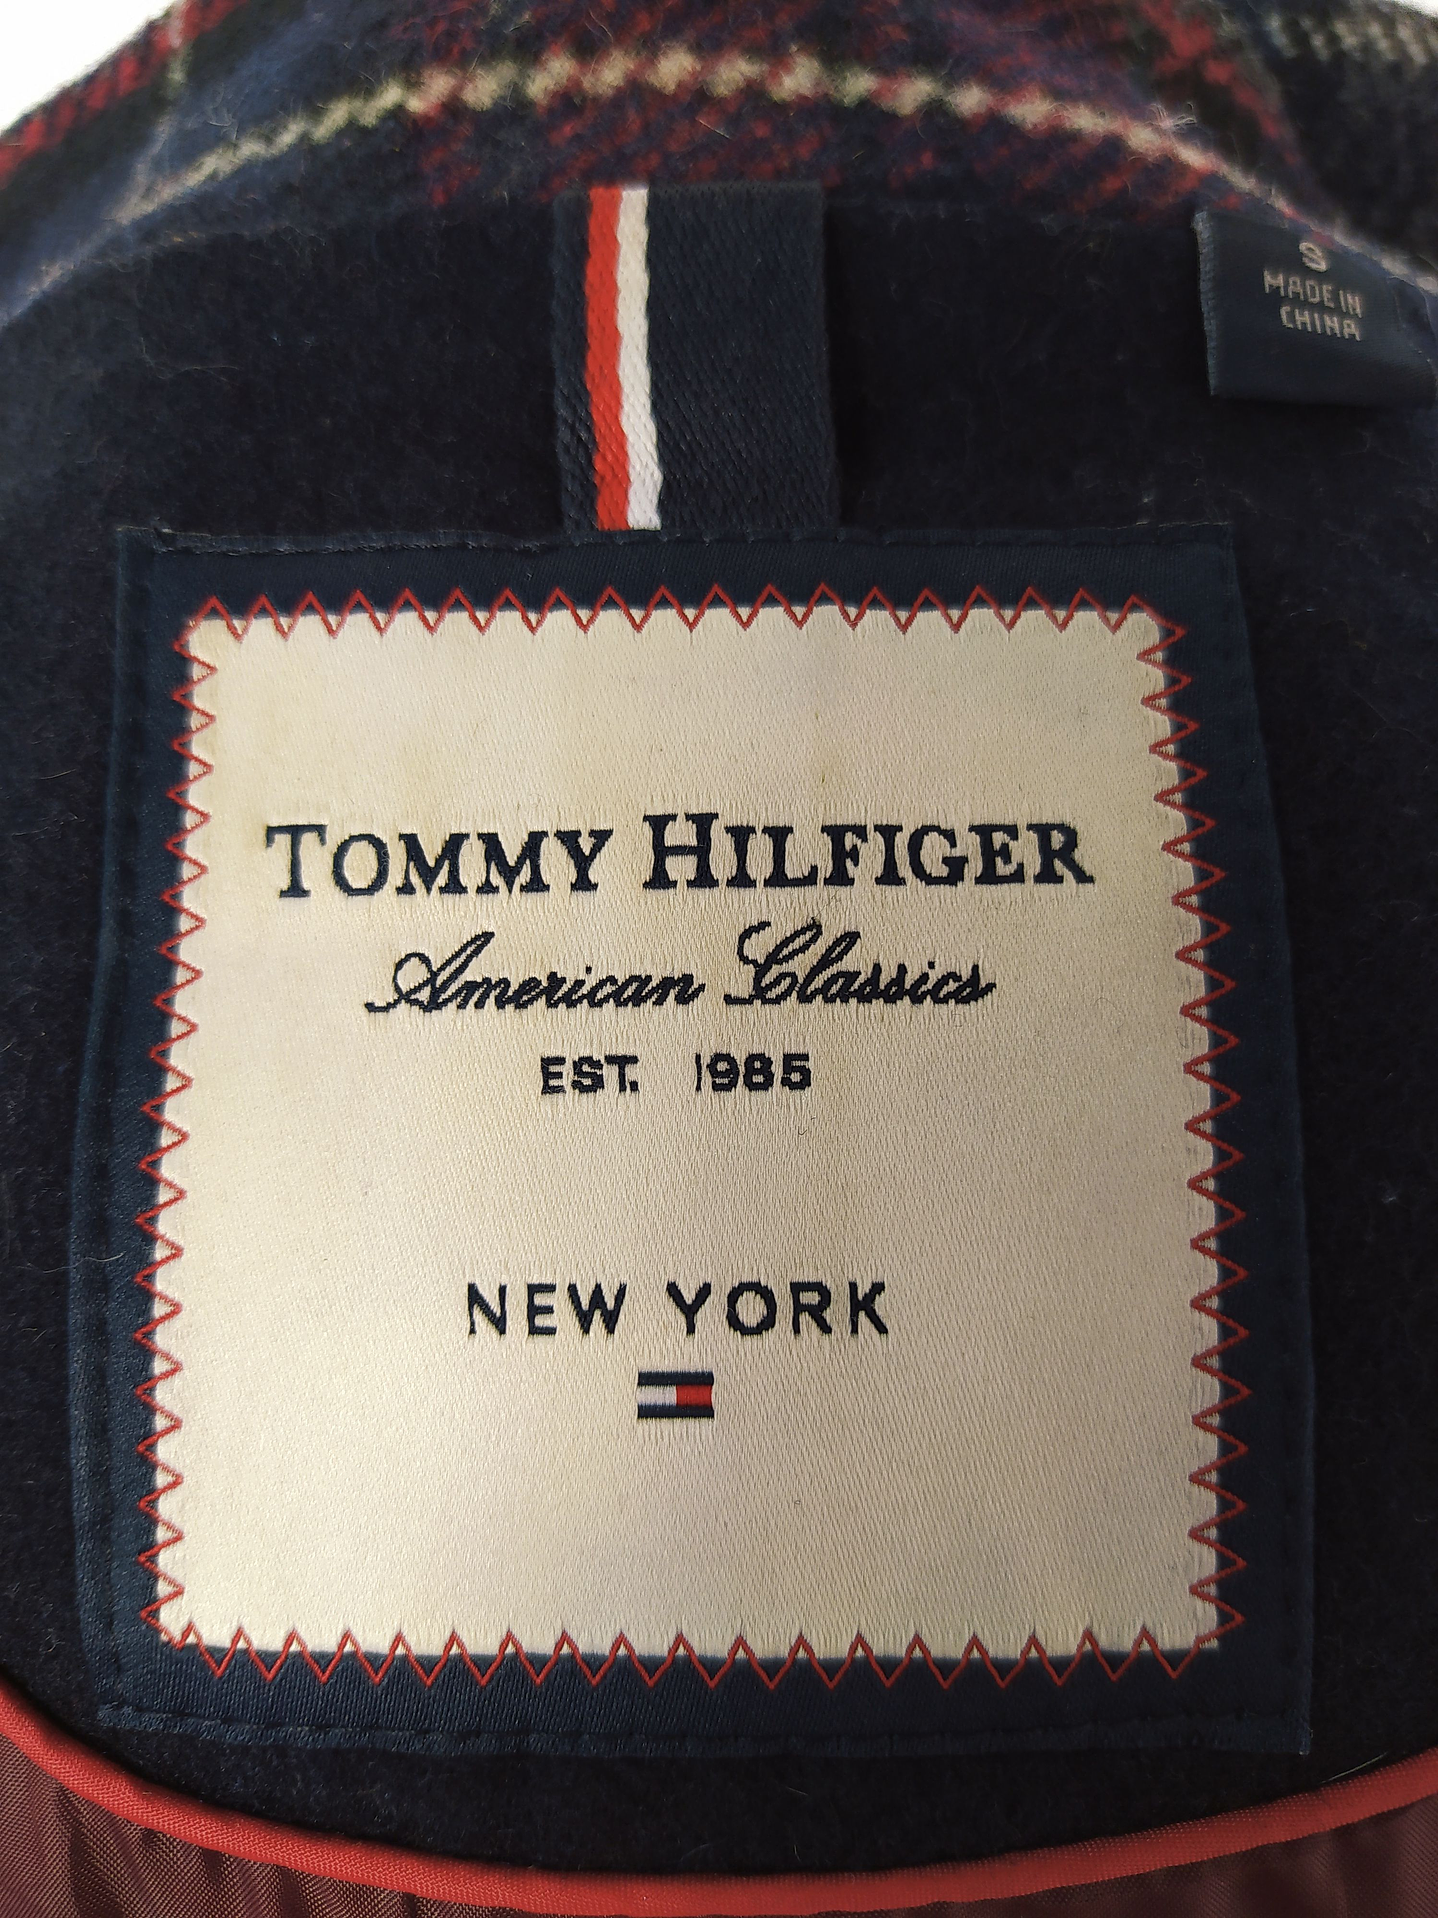 S
MADE IN
CHINA
TOMMY HILFIGER
American Classics
EST. 1985
NEW YORK